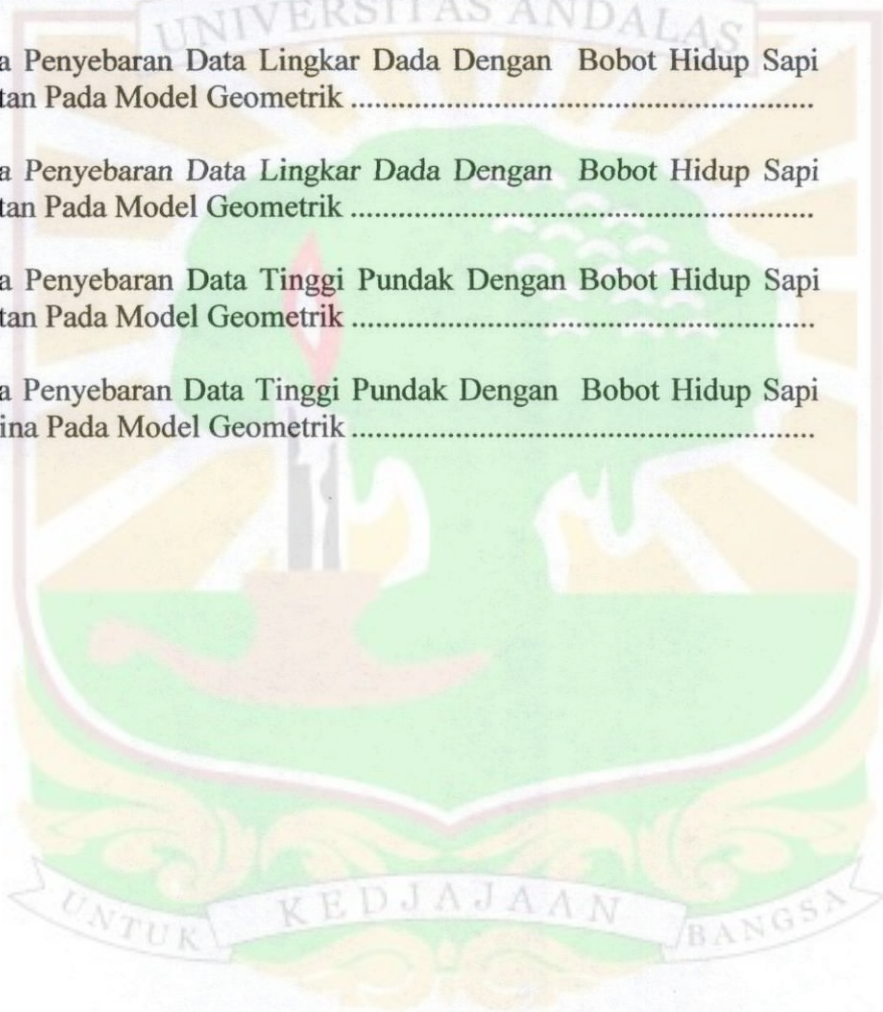 UNIVERSITAS ANDALAS
a Penyebaran Data Lingkar Dada Dengan Bobot Hidup Sapi
tan Pada Model Geometrik ............................................................
a Penyebaran Data Lingkar Dada Dengan Bobot Hidup Sapi
tan Pada Model Geometrik ............................................................
a Penyebaran Data Tinggi Pundak Dengan Bobot Hidup Sapi
tan Pada Model Geometrik ............................................................
a Penyebaran Data Tinggi Pundak Dengan Bobot Hidup Sapi
ina Pada Model Geometrik ............................................................
UNTUK KEDJAJAAN BANGSA